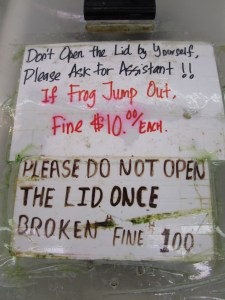 Don't Open the Lid by Yourself,
Please Ask for Assistant !!
If Frog Jump Out,
Fine $10.00/EACH.
PLEASE DO NOT OPEN
THE LID ONCE
BROKEN FINE $100